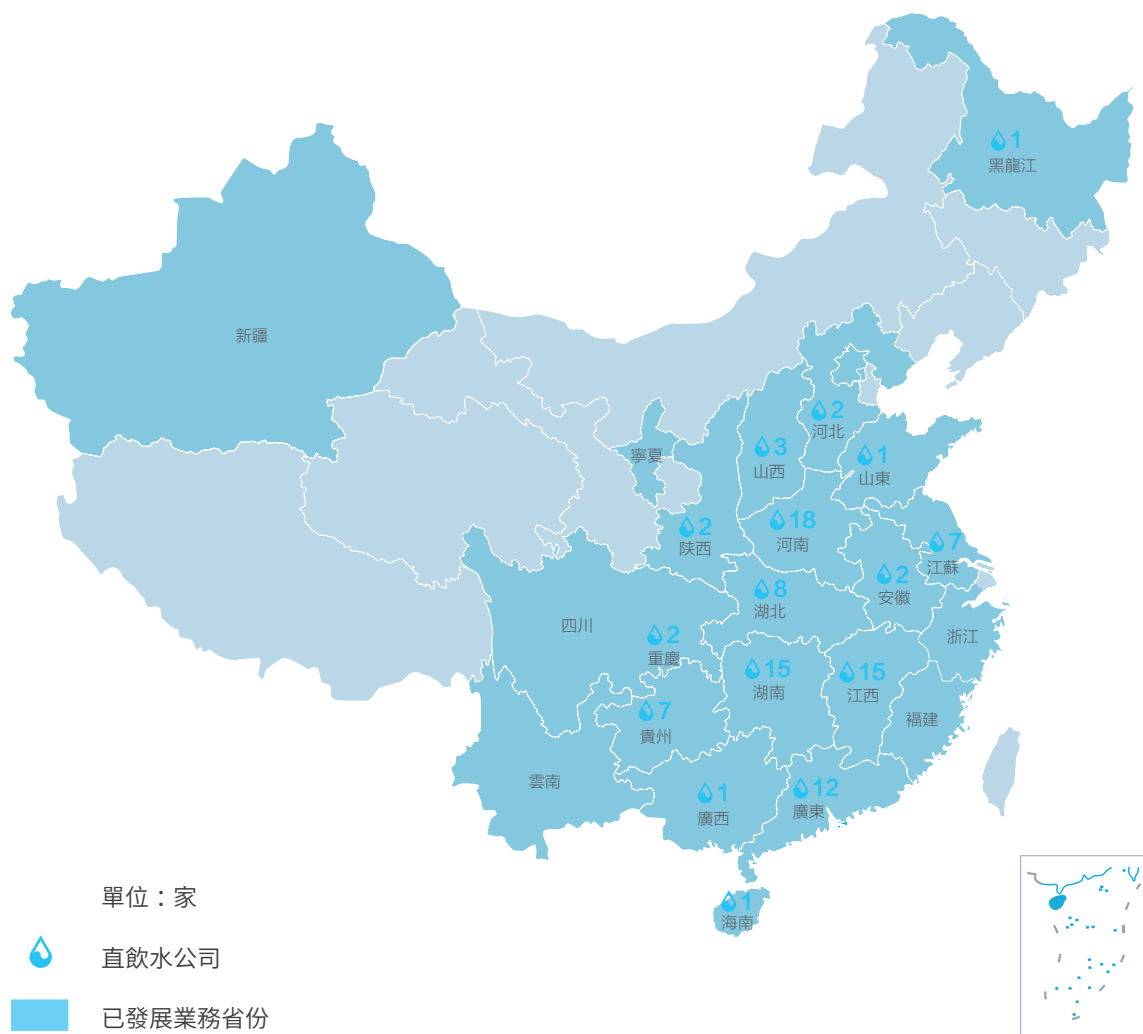 1
黑龍江
新疆
2
河北
3
山西
1
山東
寧夏
18
河南
2
陝西
7
江蘇
2
安徽
8
湖北
四川
2
重慶
浙江
15
湖南
15
江西
7
貴州
福建
雲南
1
廣西
12
廣東
1
海南
單位：家
直飲水公司
已發展業務省份